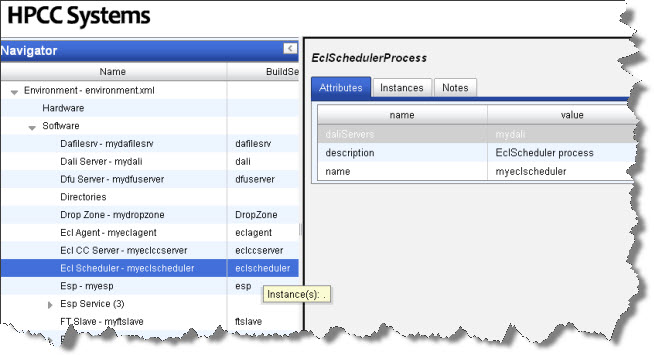 HPCC Systems
Navigator
Name BuildSe
Environment - environment.xml
Hardware
Software
Dafilesrv - mydafilesrv dafilesrv
Dali Server - mydali dali
Dfu Server - mydfuserver dfuserver
Directories
Drop Zone - mydropzone DropZone
Ecl Agent - myeclagent eclagent
Ecl CC Server - myeclccserver eclccserver
Ecl Scheduler - myeclscheduler eclscheduler
Esp - myesp esp
Instance(s): .
Esp Service (3)
FT Slave - myftslave ftslave
EclSchedulerProcess
Attributes Instances Notes
name value
daliServers mydali
description EclScheduler process
name myeclscheduler